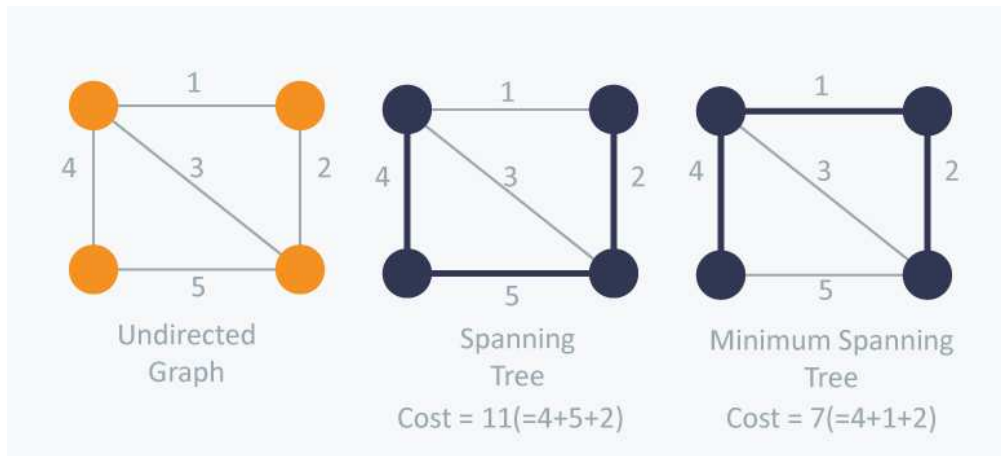 1
4
3
2
5
Undirected
Graph
1
4
3
2
5
Spanning
Tree
Cost = 11(=4+5+2)
1
4
3
2
5
Minimum Spanning
Tree
Cost = 7(=4+1+2)